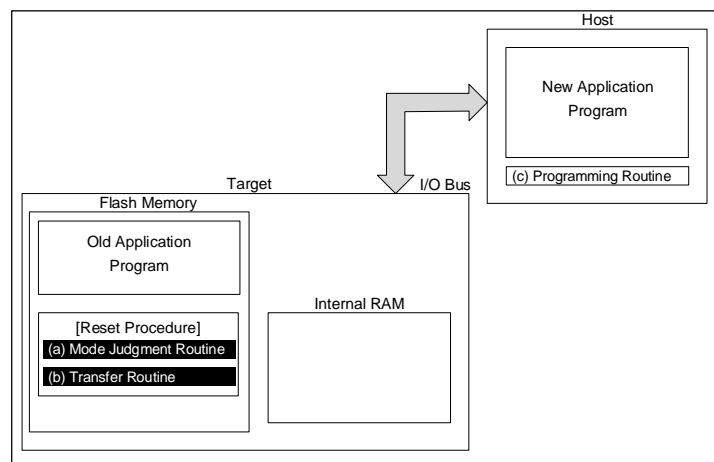 Host
New Application
Program
(c) Programming Routine
I/O Bus
Target
Flash Memory
Old Application
Program
[Reset Procedure]
(a) Mode Judgment Routine
(b) Transfer Routine
Internal RAM